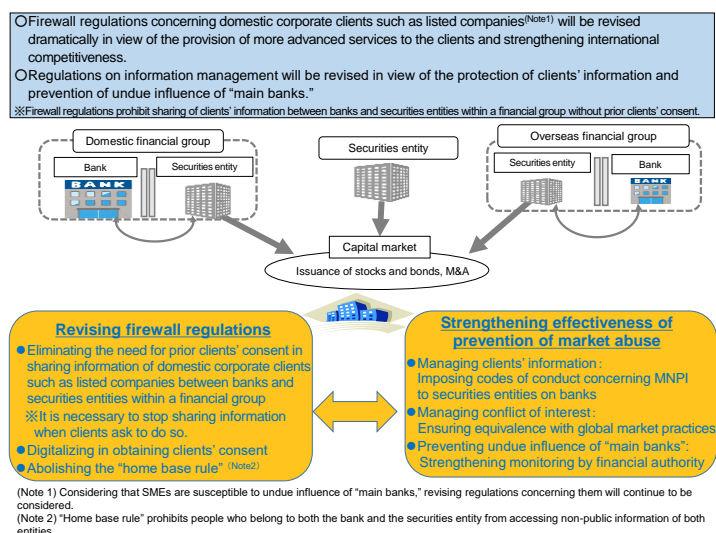 〇Firewall regulations concerning domestic corporate clients such as listed companies(Note1) will be revised
dramatically in view of the provision of more advanced services to the clients and strengthening international
competitiveness.
〇Regulations on information management will be revised in view of the protection of clients' information and
prevention of undue influence of "main banks."
※Firewall regulations prohibit sharing of clients' information between banks and securities entities within a financial group without prior clients' consent.
Domestic financial group
Bank
Securities entity
BANK
Securities entity
Overseas financial group
Securities entity
Bank
BANK
Capital market
Issuance of stocks and bonds, M&A
Revising firewall regulations
●Eliminating the need for prior clients' consent in
sharing information of domestic corporate clients
such as listed companies between banks and
securities entities within a financial group
※It is necessary to stop sharing information
when clients ask to do so.
●Digitalizing in obtaining clients' consent
●Abolishing the "home base rule" (Note2)
Strengthening effectiveness of
prevention of market abuse
●Managing clients' information：
Imposing codes of conduct concerning MNPI
to securities entities on banks
●Managing conflict of interest：
Ensuring equivalence with global market practices
●Preventing undue influence of "main banks"：
Strengthening monitoring by financial authority
(Note 1) Considering that SMEs are susceptible to undue influence of "main banks," revising regulations concerning them will continue to be
considered.
(Note 2) "Home base rule" prohibits people who belong to both the bank and the securities entity from accessing non-public information of both
entities